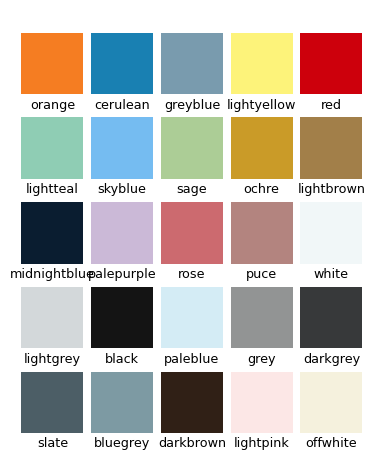 orange cerulean greyblue lightyellow red
lightteal skyblue sage ochre lightbrown
midnightblue palepurple rose puce white
lightgrey black paleblue grey darkgrey
slate bluegrey darkbrown lightpink offwhite